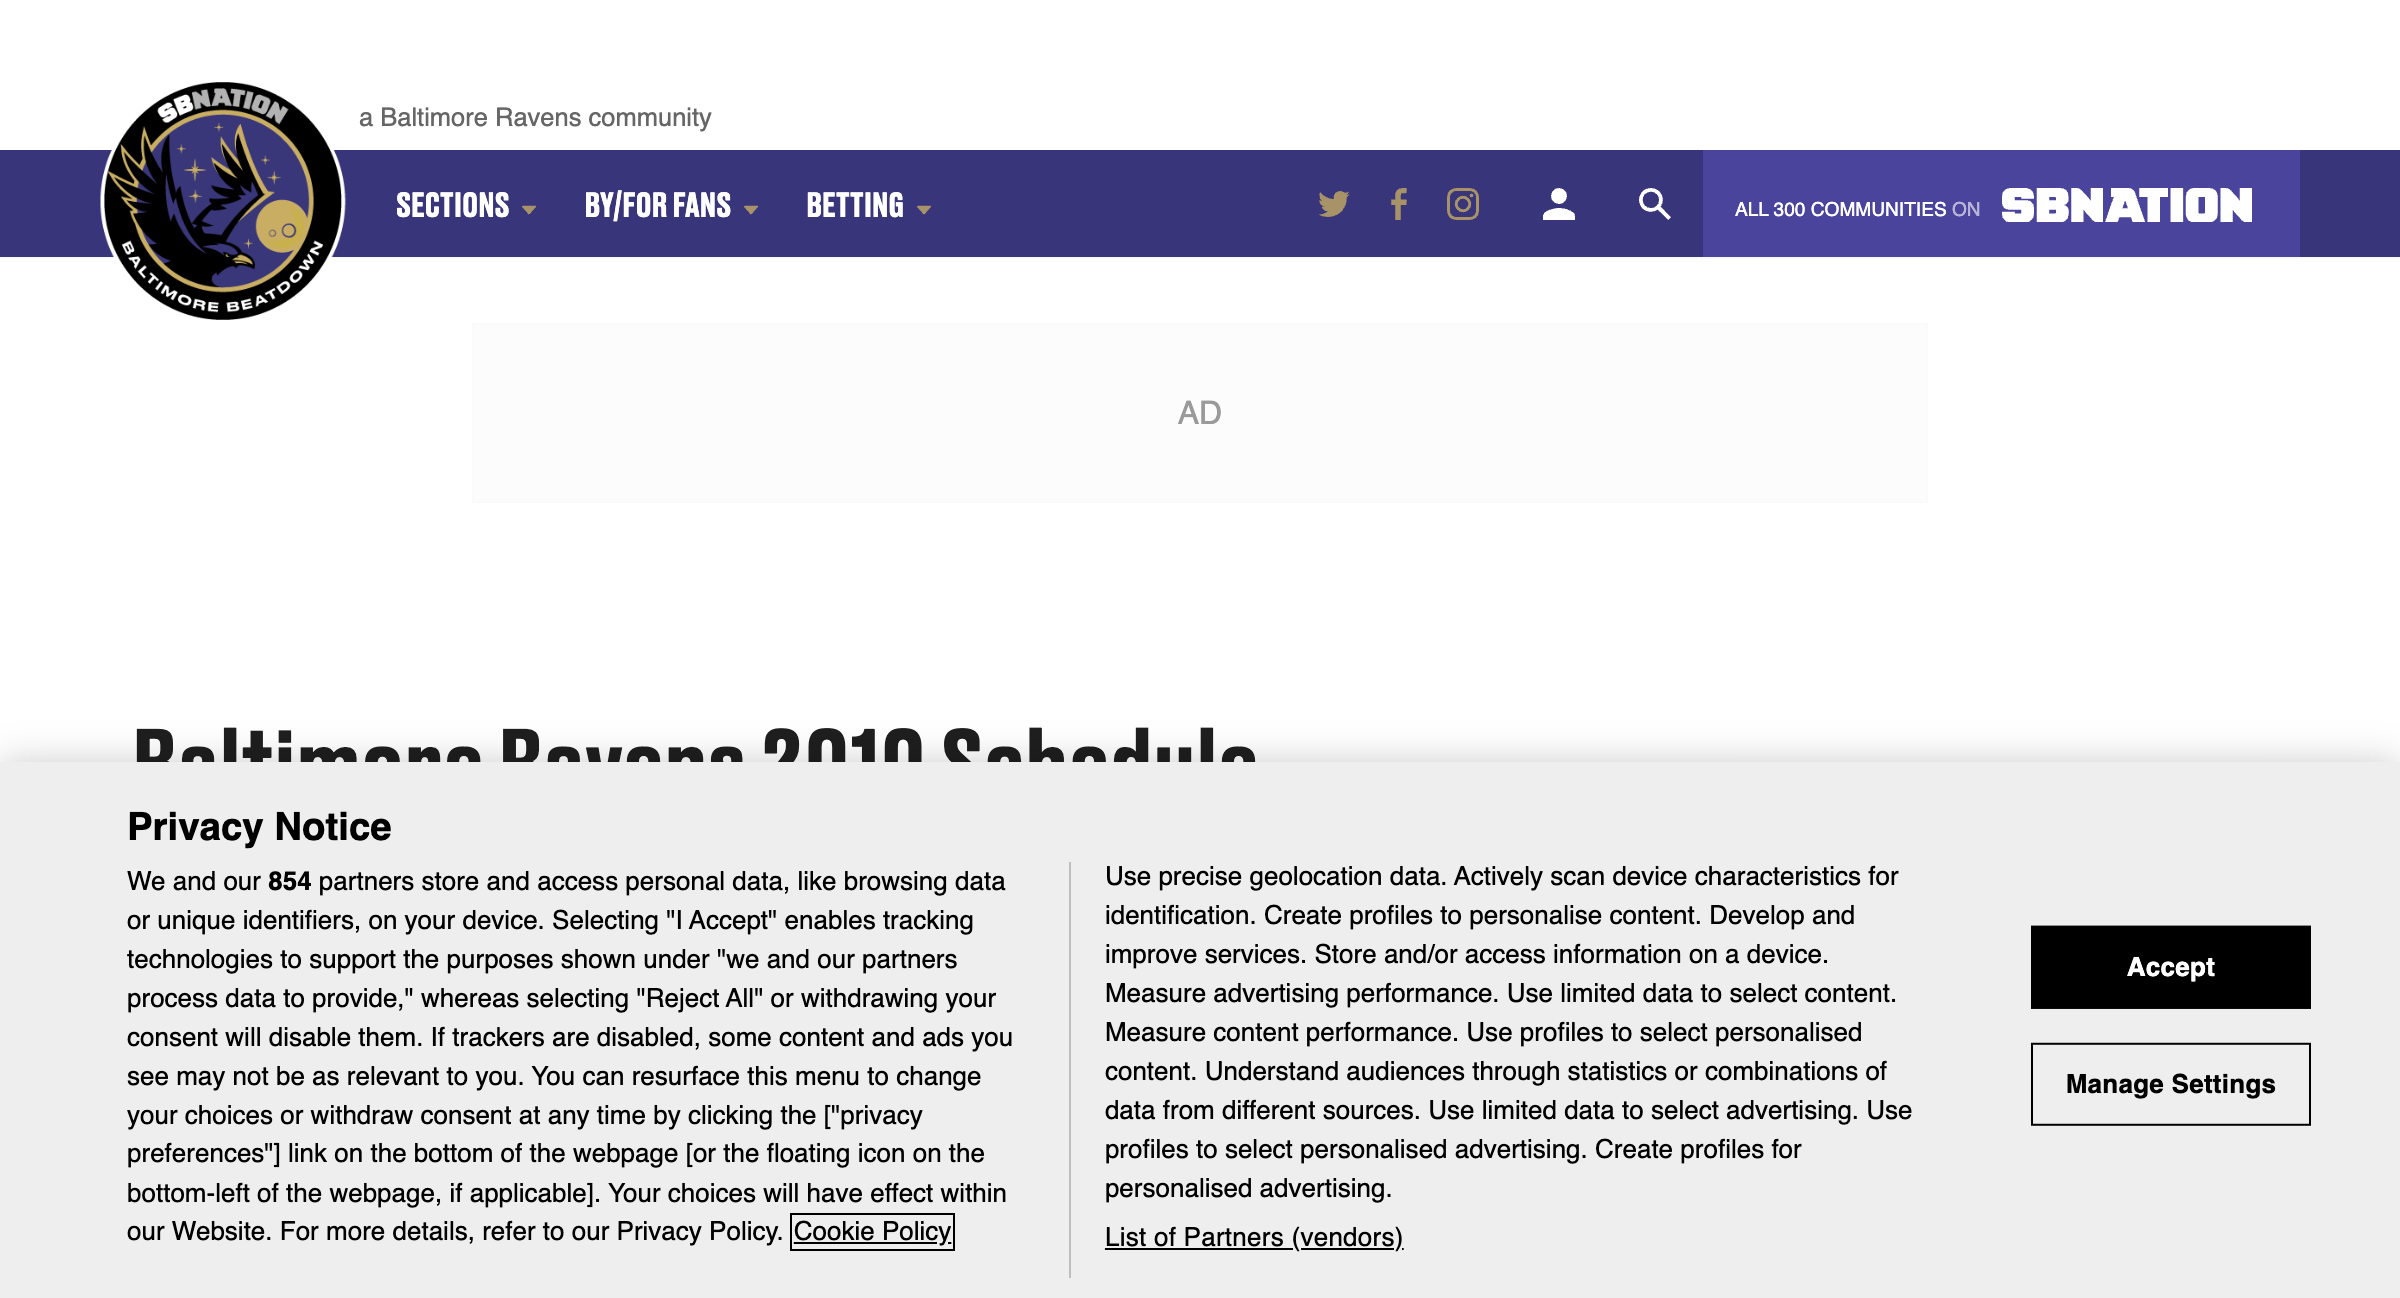 SBNATION
BALTIMORE BEATDOWN
a Baltimore Ravens community
SECTIONS BY/FOR FANS BETTING
ALL 300 COMMUNITIES ON SBNATION
AD
Baltimore Ravens 2010 Schedule
Privacy Notice
We and our 854 partners store and access personal data, like browsing data
or unique identifiers, on your device. Selecting "I Accept" enables tracking
technologies to support the purposes shown under "we and our partners
process data to provide," whereas selecting "Reject All" or withdrawing your
consent will disable them. If trackers are disabled, some content and ads you
see may not be as relevant to you. You can resurface this menu to change
your choices or withdraw consent at any time by clicking the ["privacy
preferences"] link on the bottom of the webpage [or the floating icon on the
bottom-left of the webpage, if applicable]. Your choices will have effect within
our Website. For more details, refer to our Privacy Policy. Cookie Policy
Use precise geolocation data. Actively scan device characteristics for
identification. Create profiles to personalise content. Develop and
improve services. Store and/or access information on a device.
Measure advertising performance. Use limited data to select content.
Measure content performance. Use profiles to select personalised
content. Understand audiences through statistics or combinations of
data from different sources. Use limited data to select advertising. Use
profiles to select personalised advertising. Create profiles for
personalised advertising.
List of Partners (vendors)
Accept
Manage Settings